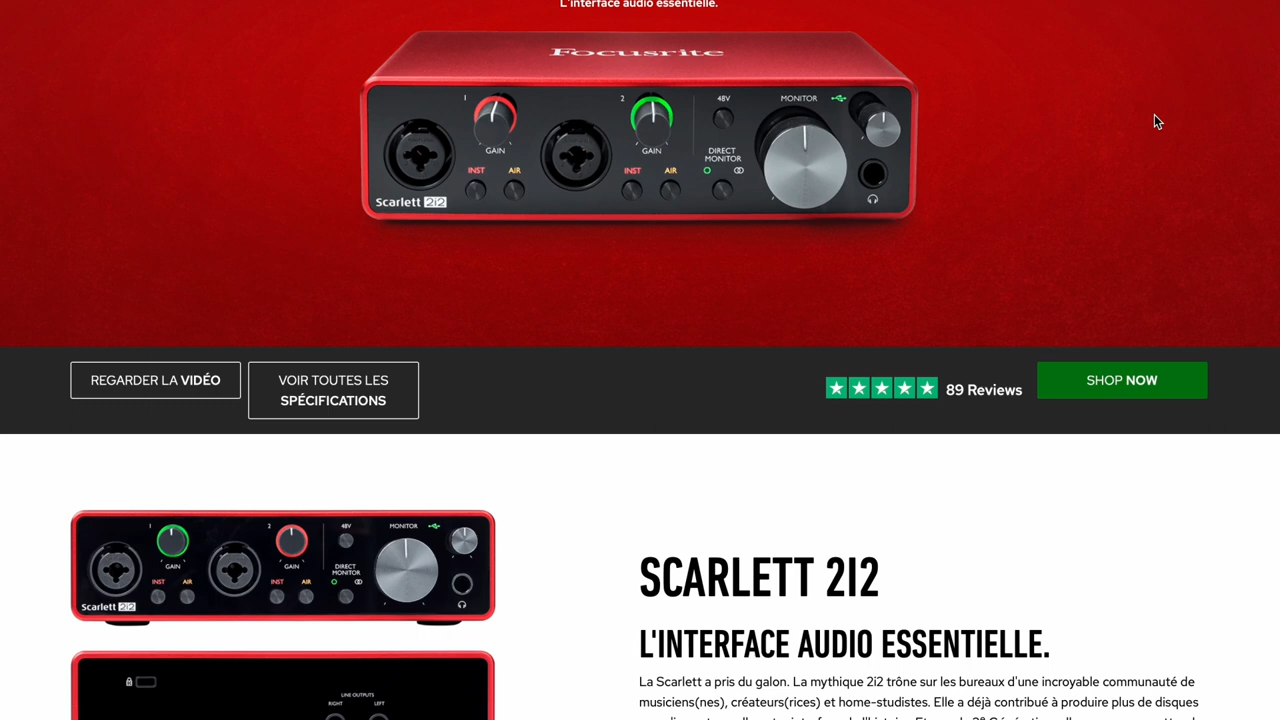 L'interface audio essentielle.
Focusrite
1
2
48V
MONITOR
GAIN
GAIN
DIRECT
MONITOR
INST
AIR
INST
AIR
Scarlett 2i2
REGARDER LA VIDÉO
VOIR TOUTES LES
SPÉCIFICATIONS
89 Reviews
SHOP NOW
1
2
48V
MONITOR
GAIN
GAIN
DIRECT
MONITOR
INST
AIR
INST
AIR
Scarlett 2i2
LINE OUTPUTS
RIGHT
LEFT
SCARLETT 2I2
L'INTERFACE AUDIO ESSENTIELLE.
La Scarlett a pris du galon. La mythique 2i2 trône sur les bureaux d'une incroyable communauté de
musiciens(nes), créateurs(rices) et home-studistes. Elle a déjà contribué à produire plus de disques